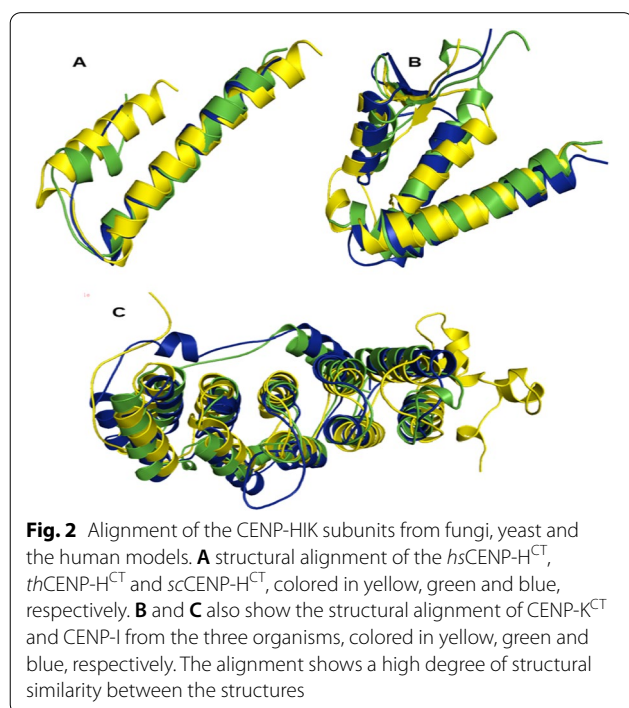 A
B
C
Fig. 2 Alignment of the CENP-HIK subunits from fungi, yeast and
the human models. A structural alignment of the hsCENP-H^CT,
thCENP-H^CT and scCENP-H^CT, colored in yellow, green and blue,
respectively. B and C also show the structural alignment of CENP-K^CT
and CENP-I from the three organisms, colored in yellow, green and
blue, respectively. The alignment shows a high degree of structural
similarity between the structures